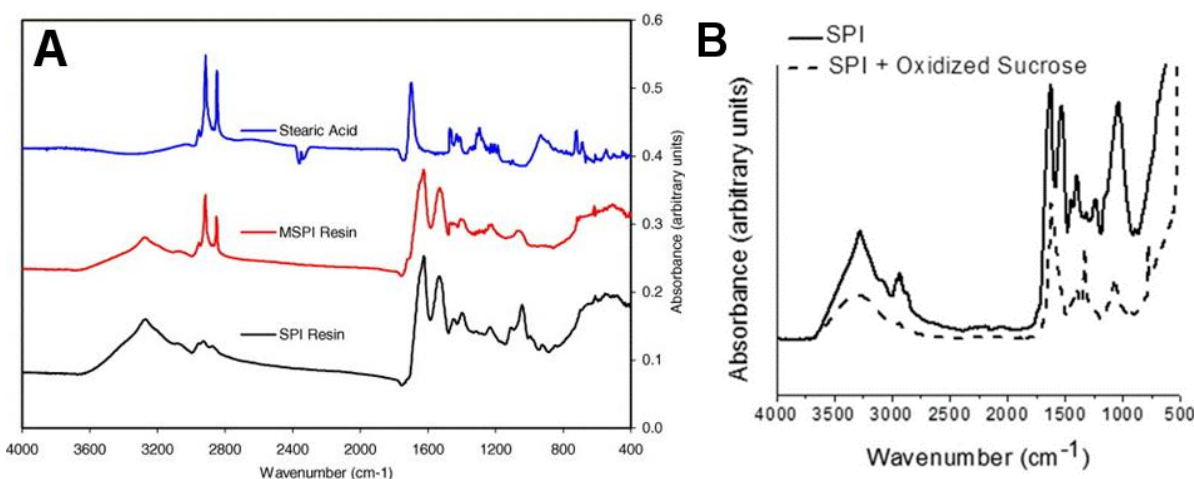 A
Stearic Acid
MSPI Resin
SPI Resin
0.6
0.5
0.4
0.3
0.2
0.1
0.0
Absorbance (arbitrary units)
4000 3600 3200 2800 2400 2000 1600 1200 800 400
Wavenumber (cm-1)
B
SPI
SPI + Oxidized Sucrose
Absorbance (arbitrary units)
4000 3500 3000 2500 2000 1500 1000 500
Wavenumber (cm⁻¹)